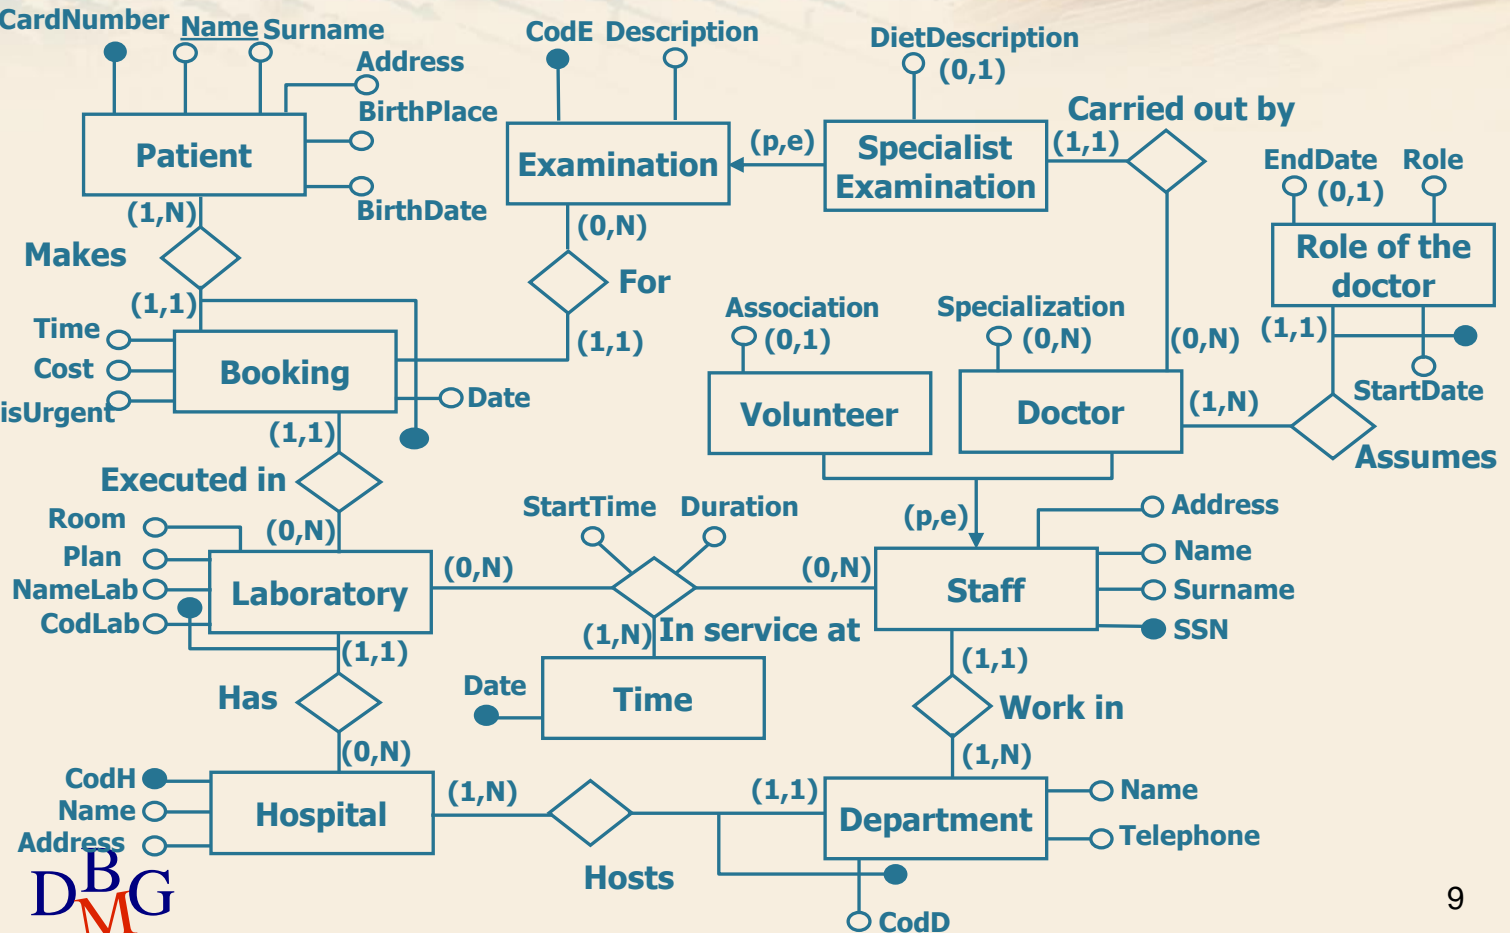 CardNumber
Name
Surname
Address
BirthPlace
BirthDate
Patient
(1,N)
Makes
(1,1)
CodE
Description
Examination
(0,N)
For
(1,1)
(p,e)
DietDescription
(0,1)
Specialist
Examination
(1,1)
Carried out by
(0,N)
EndDate
(0,1)
Role
Role of the
doctor
(1,1)
StartDate
Assumes
(1,N)
Time
Cost
isUrgent
Booking
Date
(1,1)
Executed in
(0,N)
Association
(0,1)
Volunteer
Specialization
(0,N)
Doctor
(p,e)
Room
Plan
NameLab
CodLab
Laboratory
(0,N)
StartTime
Duration
(0,N)
In service at
(1,N)
Date
Time
Staff
Address
Name
Surname
SSN
(1,1)
Work in
(1,N)
(1,1)
Has
(0,N)
CodH
Name
Address
Hospital
(1,N)
Hosts
(1,1)
Department
Name
Telephone
CodD
DBMG
9